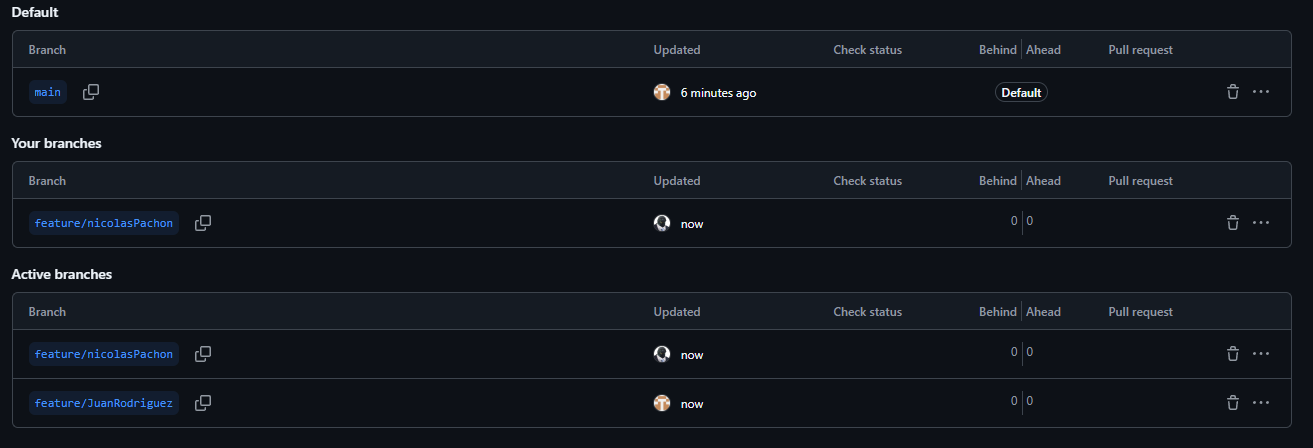 Default
Branch Updated Check status Behind Ahead Pull request
main 6 minutes ago Default
Your branches
Branch Updated Check status Behind Ahead Pull request
feature/nicolasPachon now 0 0
Active branches
Branch Updated Check status Behind Ahead Pull request
feature/nicolasPachon now 0 0
feature/JuanRodriguez now 0 0